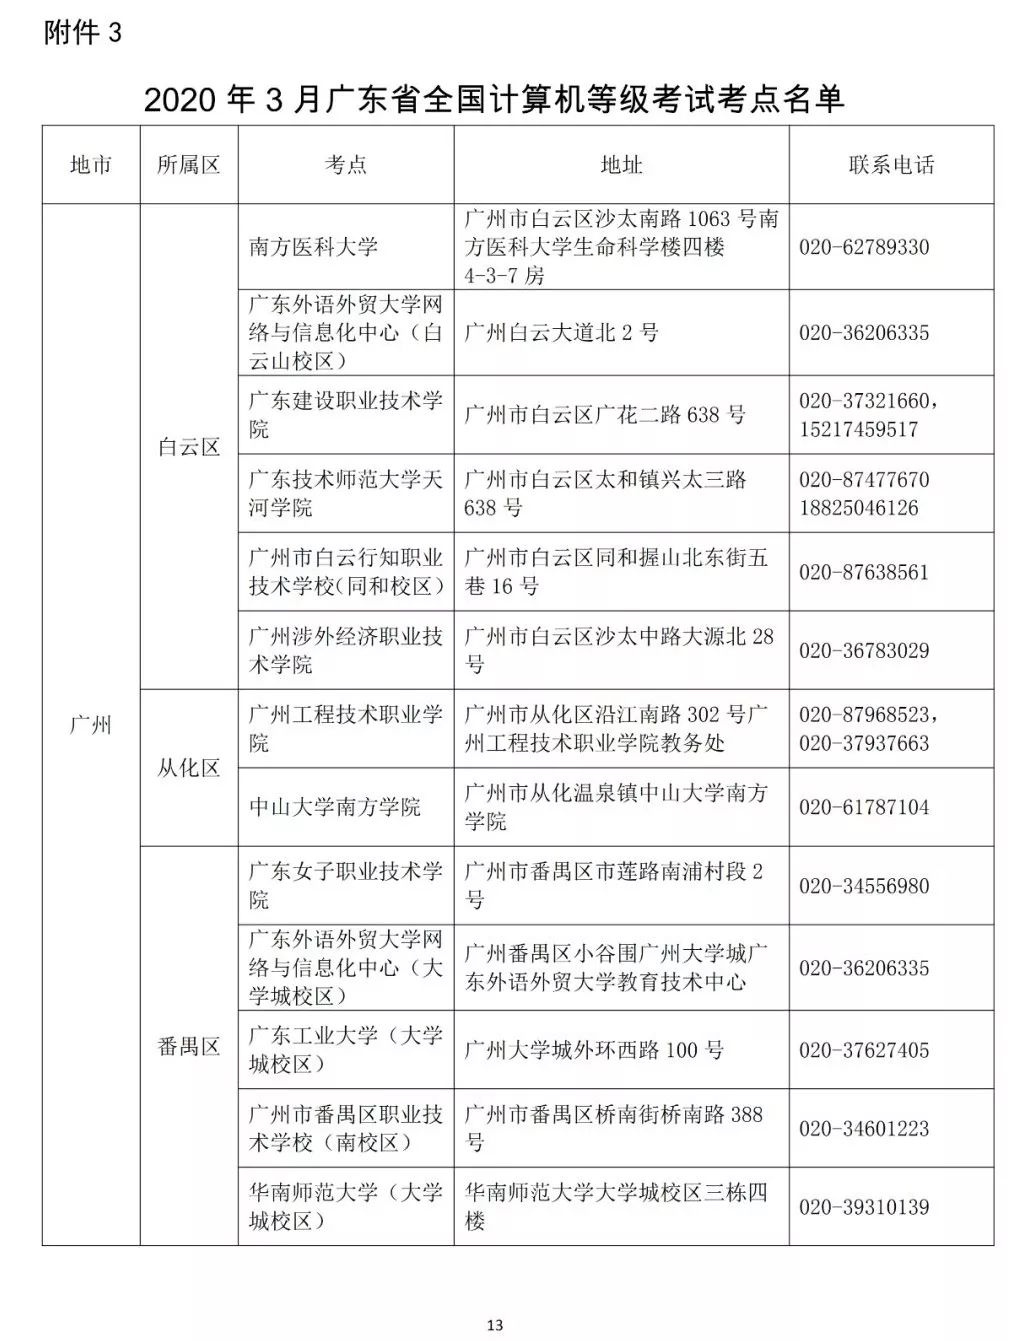 附件 3
2020 年 3 月广东省全国计算机等级考试考点名单
地市
所属区
考点
地址
联系电话
广州
白云区
南方医科大学
广州市白云区沙太南路 1063 号南
方医科大学生命科学楼四楼
4-3-7 房
020-62789330
广东外语外贸大学网
络与信息化中心（白
云山校区）
广州白云大道北 2 号
020-36206335
广东建设职业技术学
院
广州市白云区广花二路 638 号
020-37321660，
15217459517
广东技术师范大学天
河学院
广州市白云区太和镇兴太三路
638 号
020-87477670
18825046126
广州市白云行知职业
技术学校（同和校区）
广州市白云区同和握山北东街五
巷 16 号
020-87638561
广州涉外经济职业技
术学院
广州市白云区沙太中路大源北 28
号
020-36783029
从化区
广州工程技术职业学
院
广州市从化区沿江南路 302 号广
州工程技术职业学院教务处
020-87968523，
020-37937663
中山大学南方学院
广州市从化温泉镇中山大学南方
学院
020-61787104
番禺区
广东女子职业技术学
院
广州市番禺区市莲路南浦村段 2
号
020-34556980
广东外语外贸大学网
络与信息化中心（大
学城校区）
广州番禺区小谷围广州大学城广
东外语外贸大学教育技术中心
020-36206335
广东工业大学（大学
城校区）
广州大学城外环西路 100 号
020-37627405
广州市番禺区职业技
术学校（南校区）
广州市番禺区桥南街桥南路 388
号
020-34601223
华南师范大学（大学
城校区）
华南师范大学大学城校区三栋四
楼
020-39310139
13